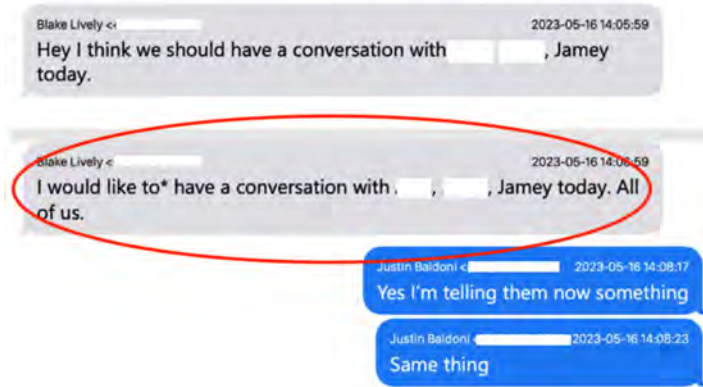 Blake Lively < 2023-05-16 14:05:59
Hey I think we should have a conversation with , Jamey
today.
Blake Lively < 2023-05-16 14:06:59
I would like to* have a conversation with , , Jamey today. All
of us.
Justin Baldoni < 2023-05-16 14:08:17
Yes I'm telling them now something
Justin Baldoni 2023-05-16 14:08:23
Same thing